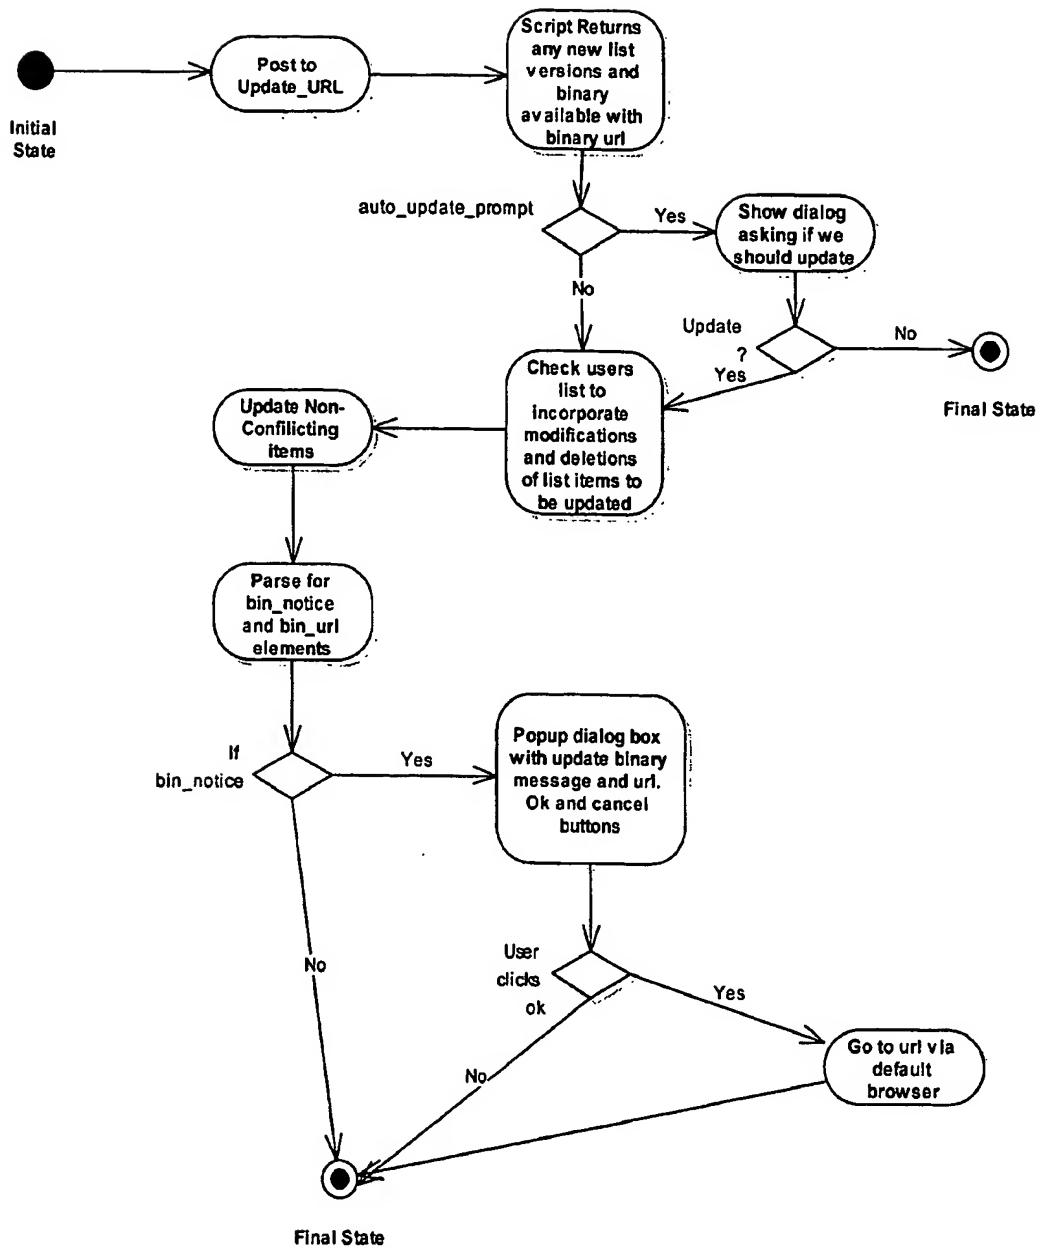 Script Returns
any new list
versions and
binary
available with
binary url
Post to
Update_URL
Initial
State
auto_update_prompt
Yes
Show dialog
asking if we
should update
No
Update
?
Yes
No
Final State
Check users
list to
incorporate
modifications
and deletions
of list items to
be updated
Update Non-
Confilicting
items
Parse for
bin_notice
and bin_url
elements
If
bin_notice
Yes
Popup dialog box
with update binary
message and url.
Ok and cancel
buttons
No
User
clicks
ok
Yes
No
Go to url via
default
browser
Final State